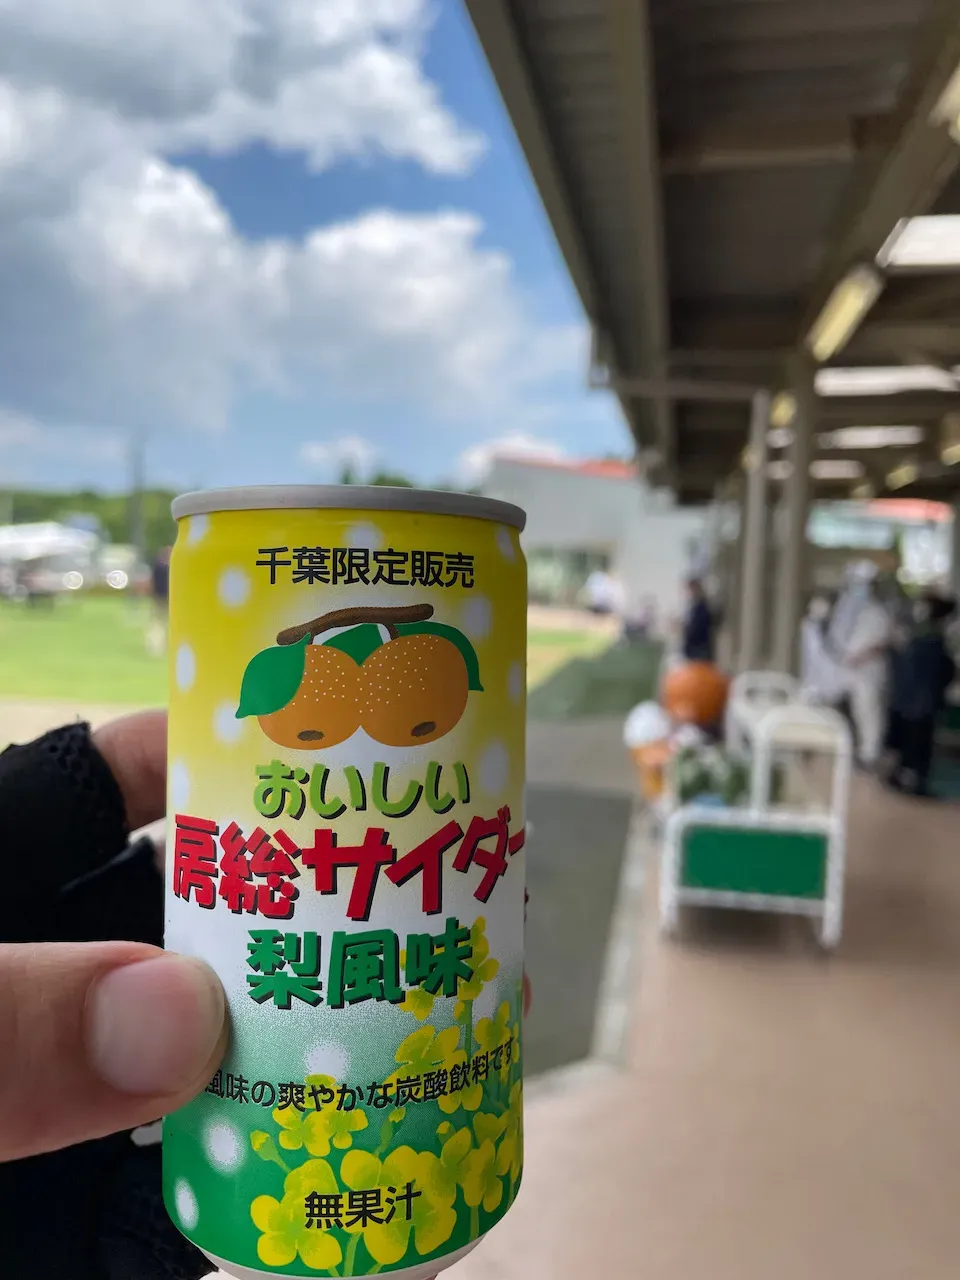 千葉限定販売
おいしい
房総サイダー
梨風味
風味の爽やかな炭酸飲料です
無果汁